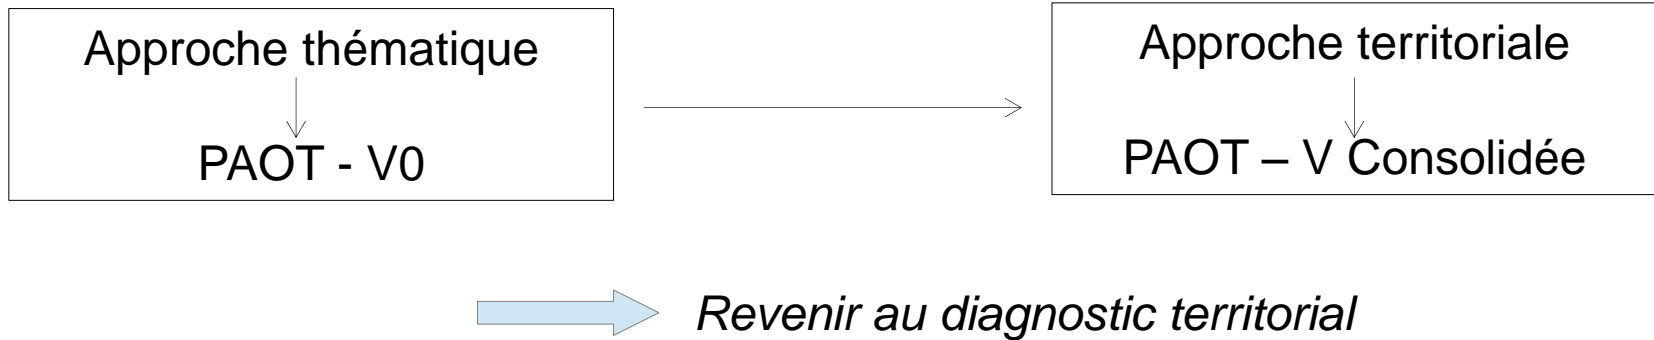 Approche thématique
PAOT - V0
Approche territoriale
PAOT – V Consolidée
Revenir au diagnostic territorial